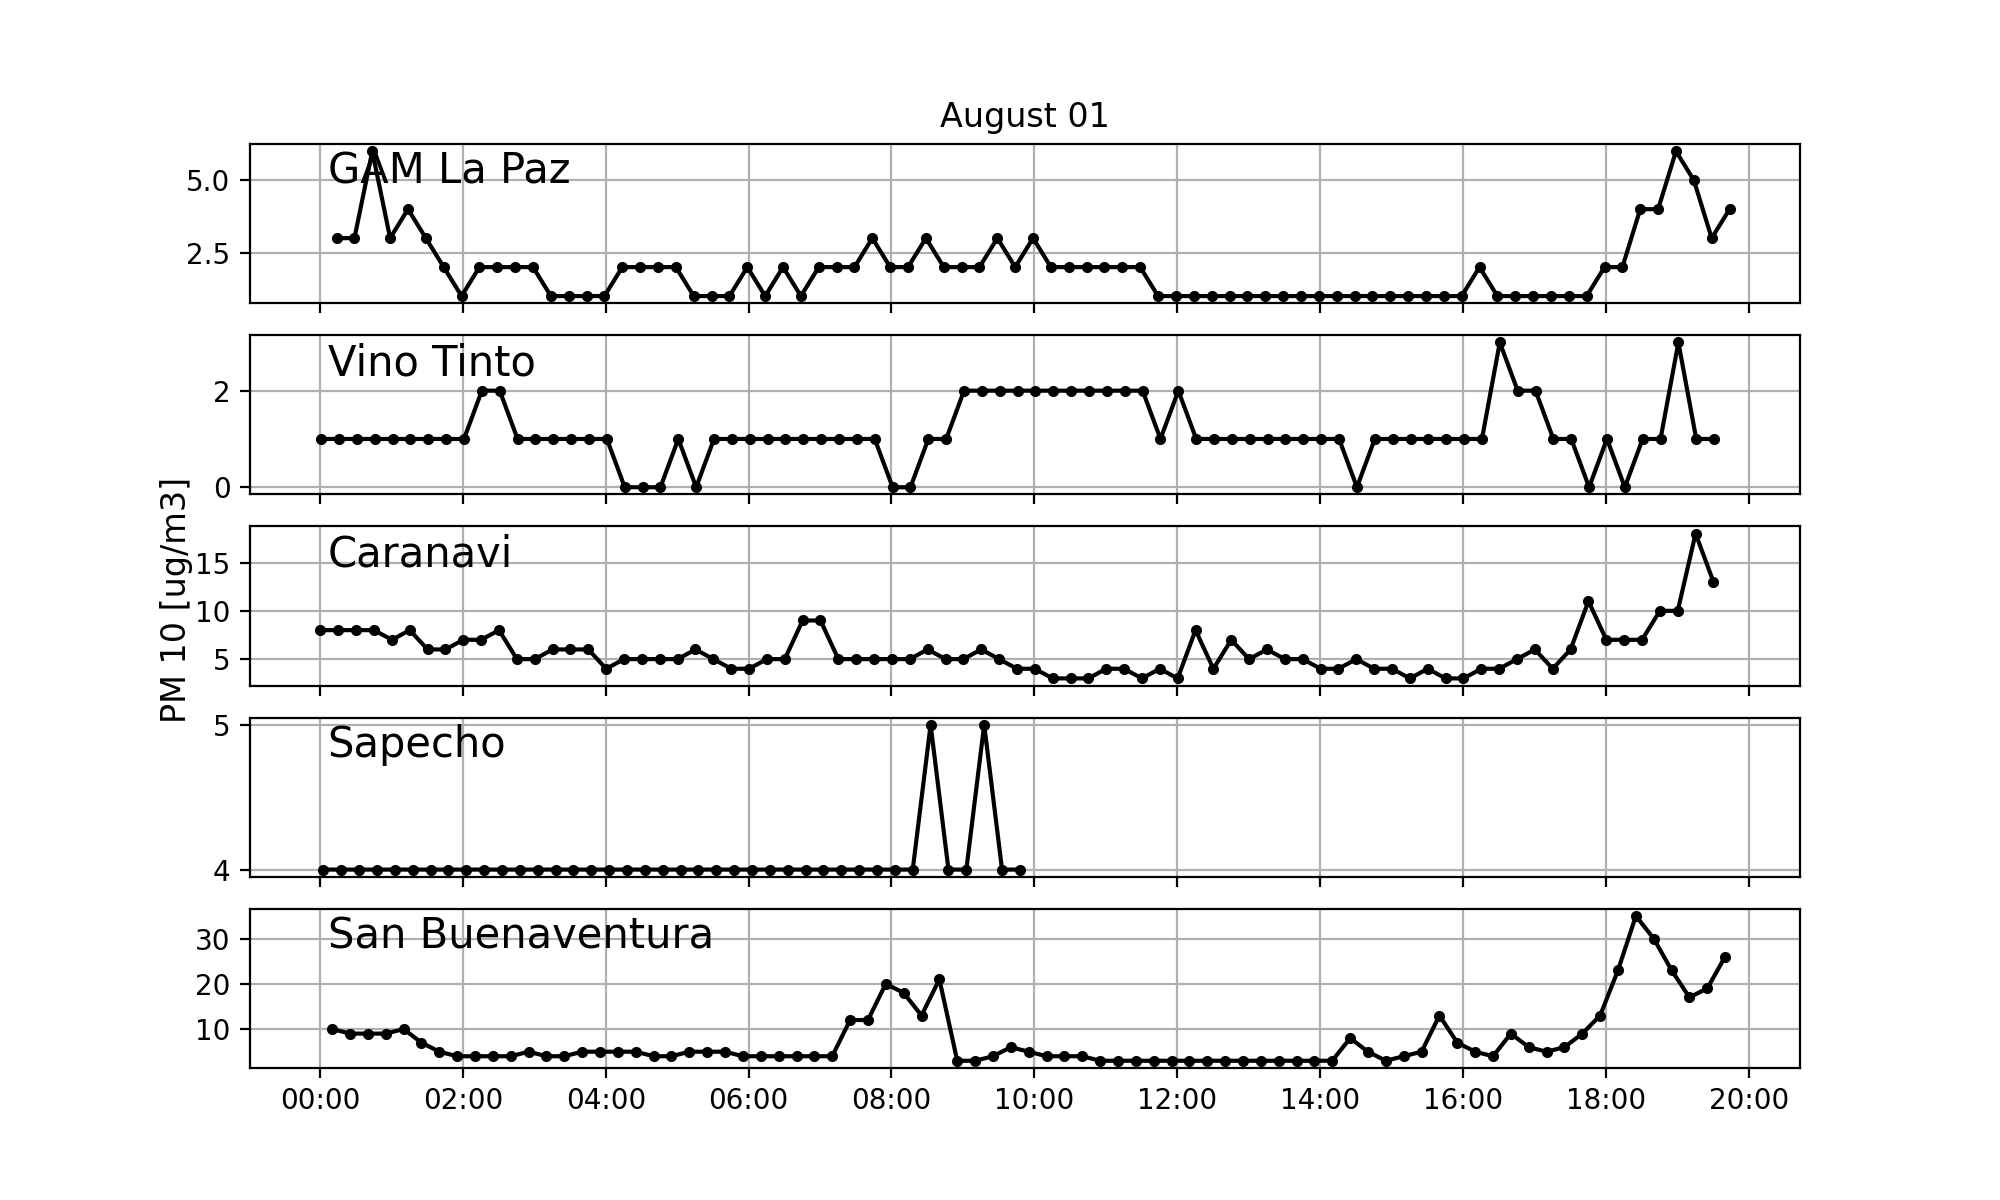 August 01
GAM La Paz
5.0
2.5
Vino Tinto
2
0
PM 10 [ug/m3]
Caranavi
15
10
5
Sapecho
5
4
San Buenaventura
30
20
10
00:00 02:00 04:00 06:00 08:00 10:00 12:00 14:00 16:00 18:00 20:00